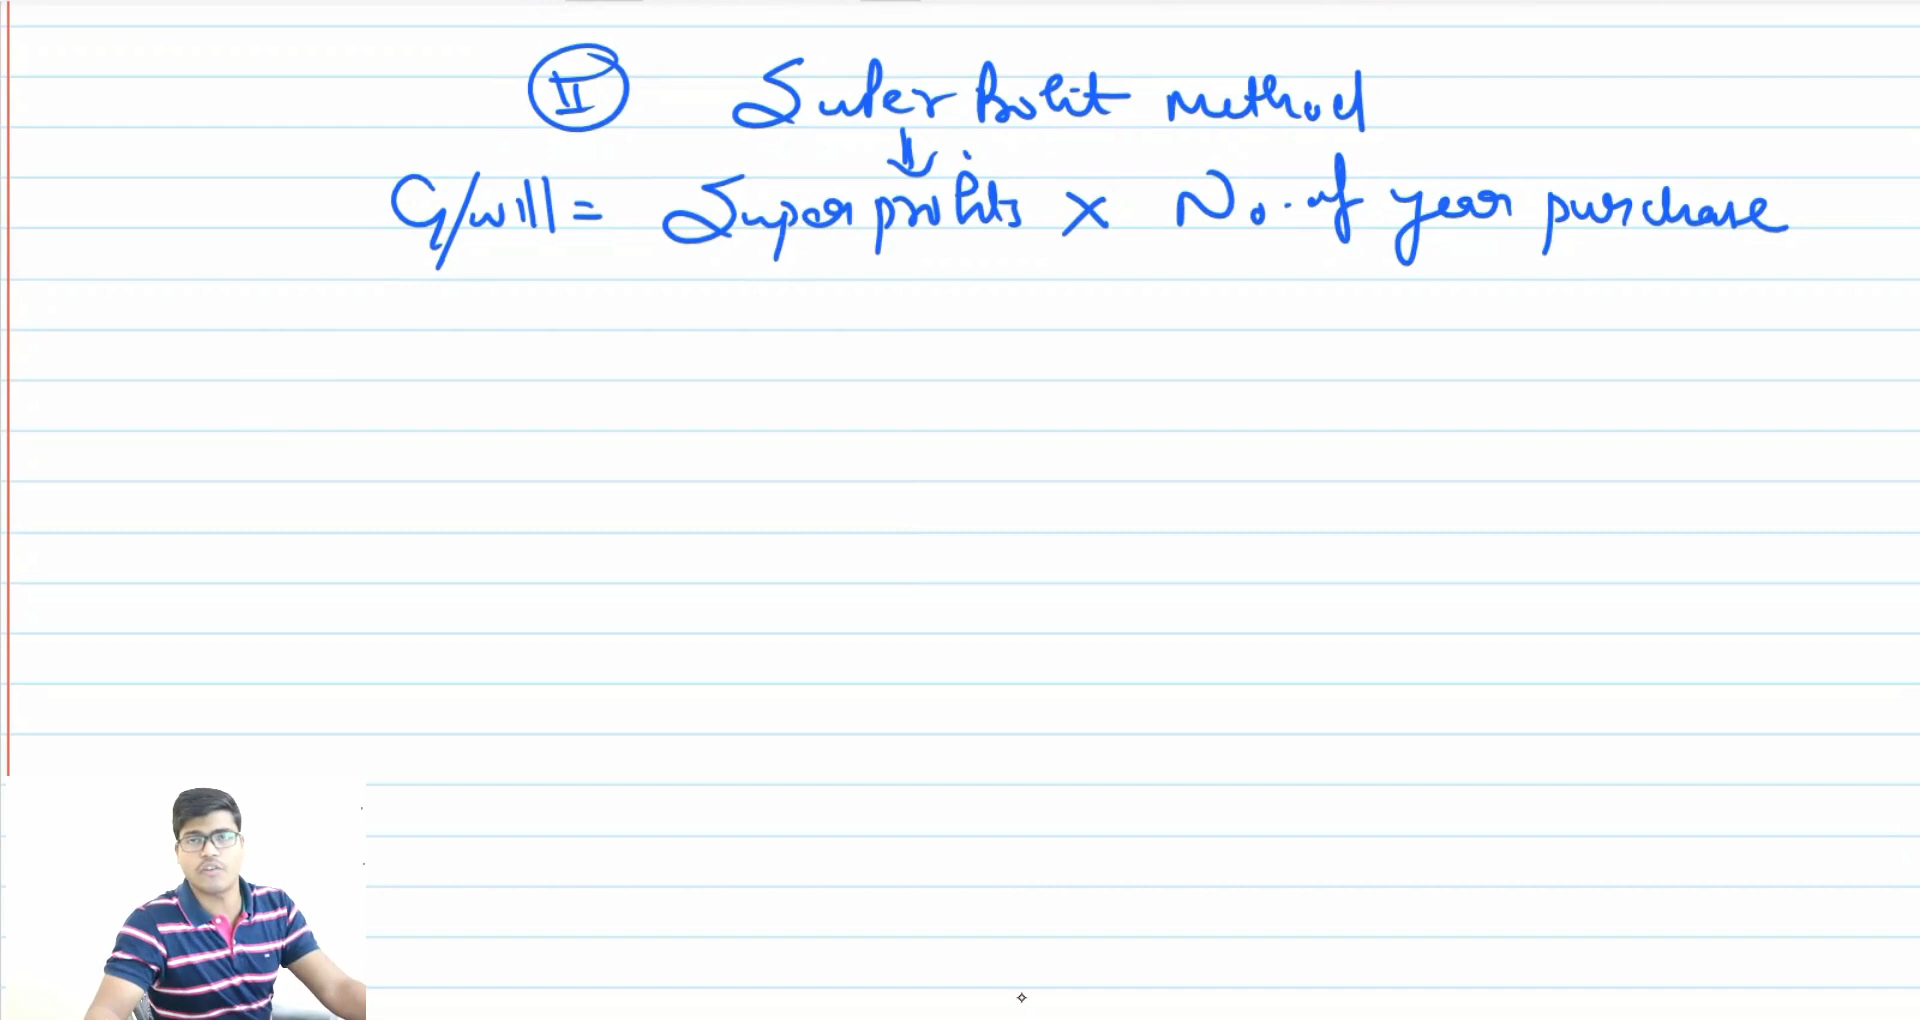 II Super Profit method
G/will = Super profits × No. of year purchase